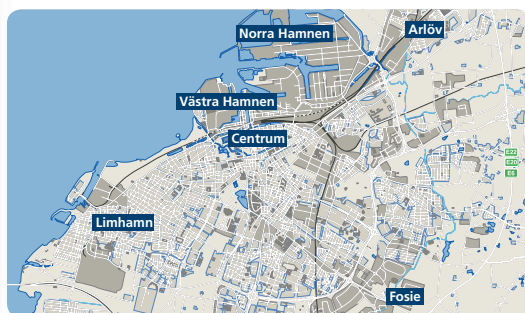 Norra Hamnen
Arlöv
Västra Hamnen
Centrum
E22
E20
E6
Limhamn
Fosie